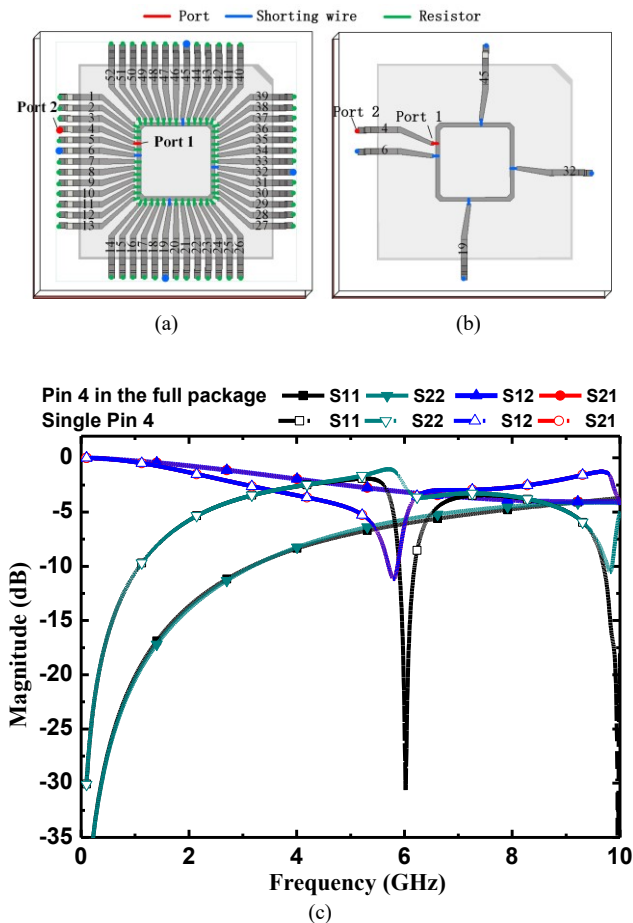 Port Shorting wire Resistor
52 51 50 49 48 47 46 45 44 43 42 41 40
1 2 3 4 5 6 7 8 9 10 11 12 13
Port 2
Port 1
39 38 37 36 35 34 33 32 31 30 29 28 27
14 15 16 17 18 19 20 21 22 23 24 25 26
45
Port 2 Port 1
4
6
32
19
(a) (b)
Pin 4 in the full package S11 S22 S12 S21
Single Pin 4 S11 S22 S12 S21
0
-5
-10
-15
-20
-25
-30
-35
Magnitude (dB)
0 2 4 6 8 10
Frequency (GHz)
(c)